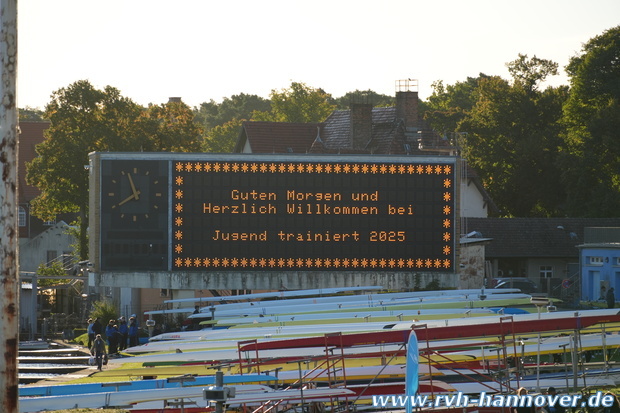 Guten Morgen und
Herzlich Willkommen bei
Jugend trainiert 2025
www.rvh-hannover.de